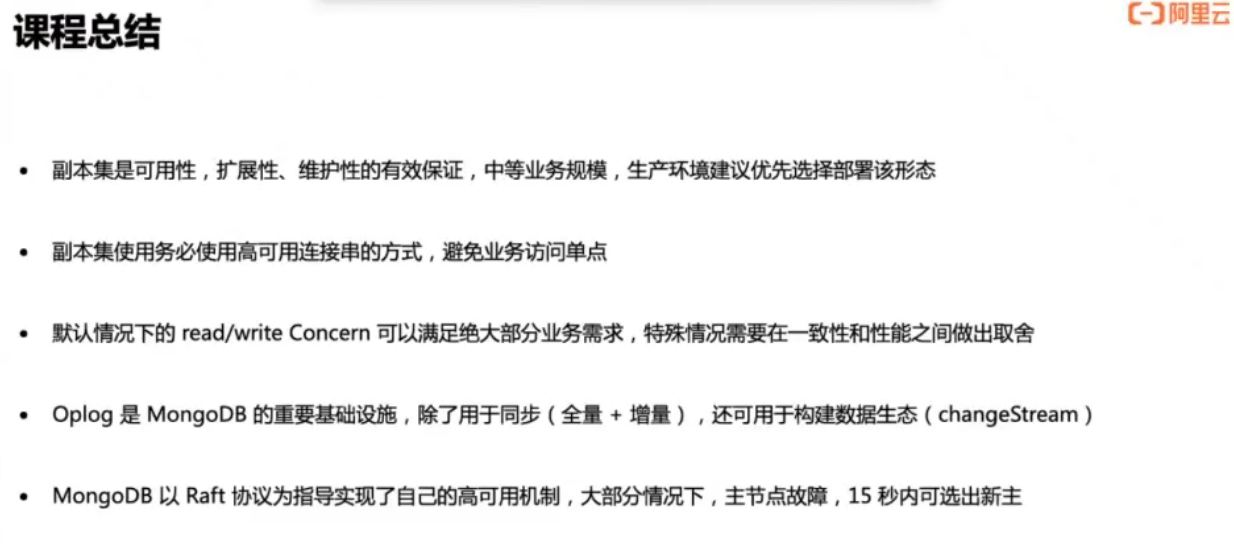 课程总结
阿里云
副本集是可用性，扩展性、维护性的有效保证，中等业务规模，生产环境建议优先选择部署该形态
副本集使用务必使用高可用连接串的方式，避免业务访问单点
默认情况下的 read/write Concern 可以满足绝大部分业务需求，特殊情况需要在一致性和性能之间做出取舍
Oplog 是 MongoDB 的重要基础设施，除了用于同步（全量 + 增量），还可用于构建数据生态（changeStream）
MongoDB 以 Raft 协议为指导实现了自己的高可用机制，大部分情况下，主节点故障，15 秒内可选出新主